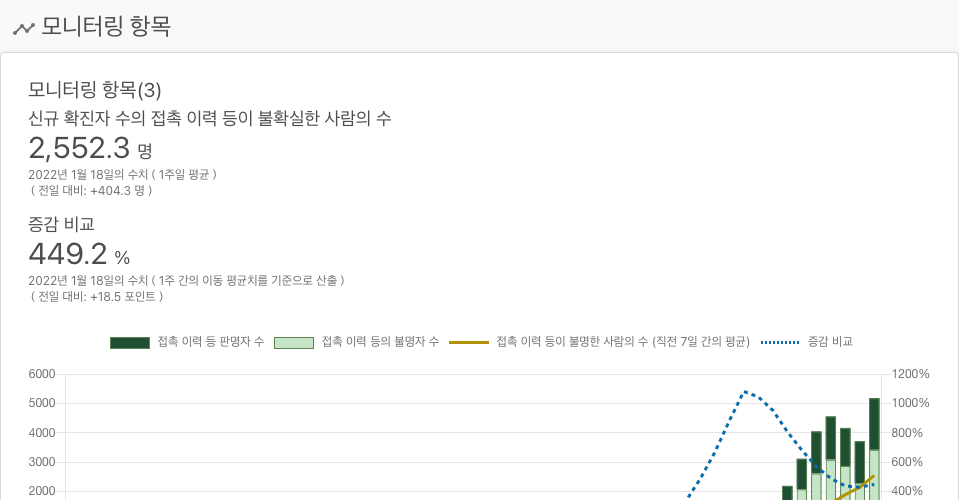 모니터링 항목
모니터링 항목(3)
신규 확진자 수의 접촉 이력 등이 불확실한 사람의 수
2,552.3 명
2022년 1월 18일의 수치 ( 1주일 평균 )
( 전일 대비: +404.3 명 )
증감 비교
449.2 %
2022년 1월 18일의 수치 ( 1주 간의 이동 평균치를 기준으로 산출 )
( 전일 대비: +18.5 포인트 )
접촉 이력 등 판명자 수 접촉 이력 등의 불명자 수 접촉 이력 등이 불명한 사람의 수 (직전 7일 간의 평균) 증감 비교
6000 1200%
5000 1000%
4000 800%
3000 600%
2000 400%